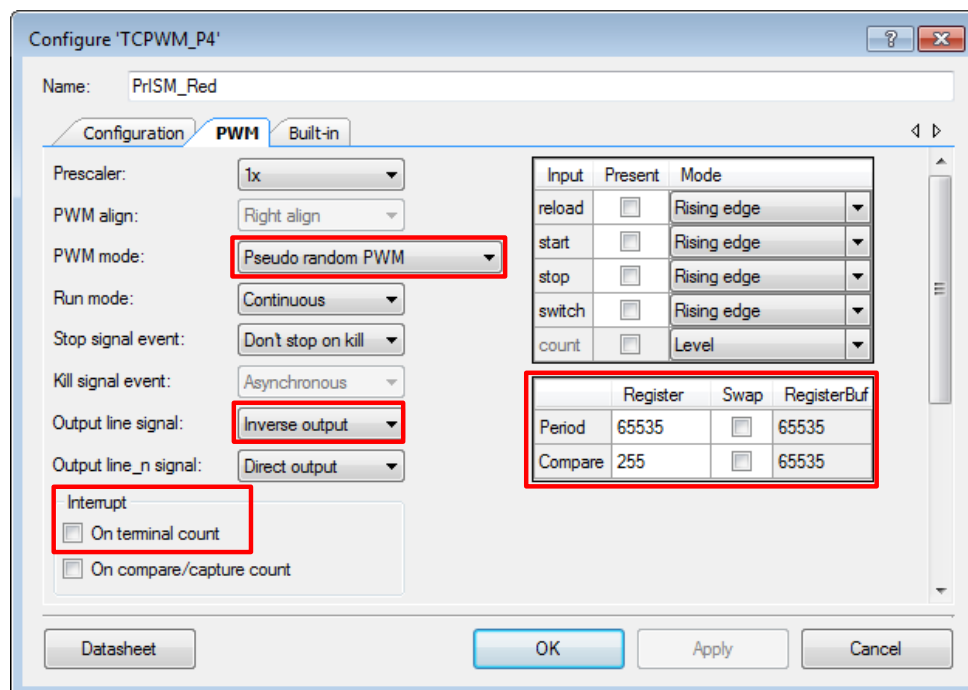 Configure 'TCPWM_P4'
Name: PrISM_Red
Configuration PWM Built-in
Prescaler: 1x
PWM align: Right align
PWM mode: Pseudo random PWM
Run mode: Continuous
Stop signal event: Don't stop on kill
Kill signal event: Asynchronous
Output line signal: Inverse output
Output line_n signal: Direct output
Interrupt
On terminal count
On compare/capture count
Input Present Mode
reload Rising edge
start Rising edge
stop Rising edge
switch Rising edge
count Level
Register Swap RegisterBuf
Period 65535 65535
Compare 255 65535
Datasheet OK Apply Cancel